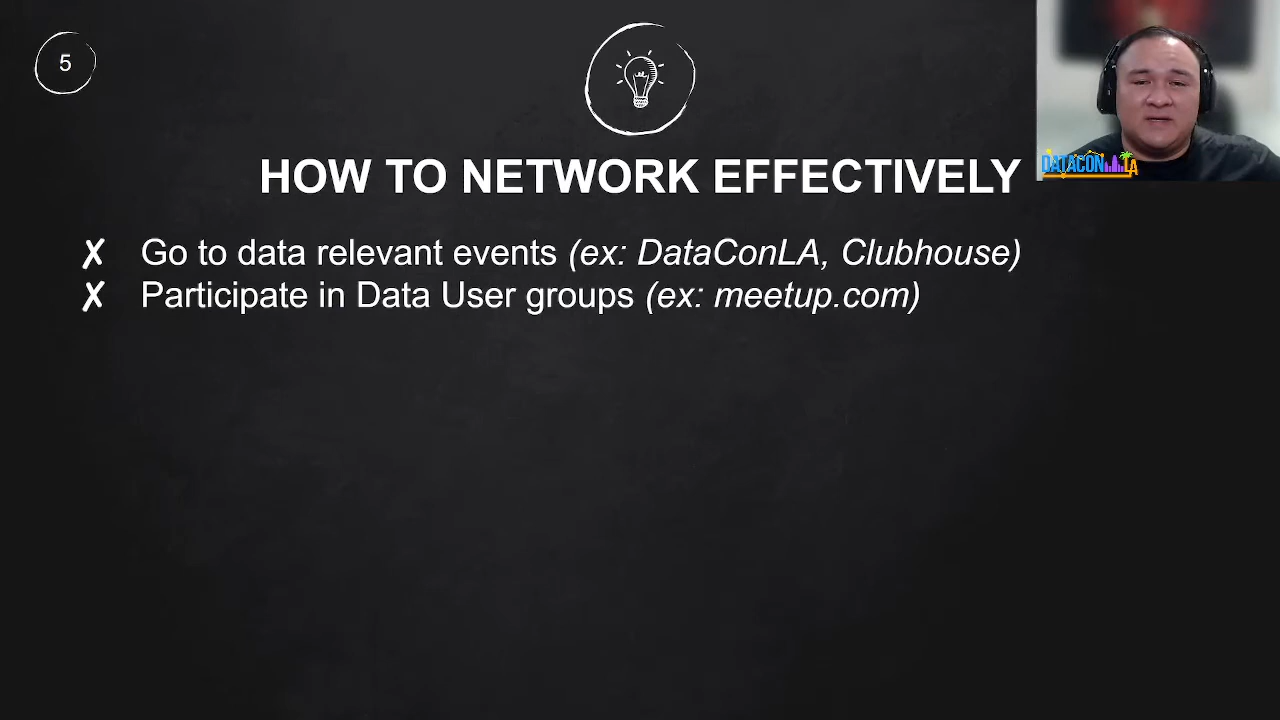 5
HOW TO NETWORK EFFECTIVELY
DATACON LA
✗ Go to data relevant events (ex: DataConLA, Clubhouse)
✗ Participate in Data User groups (ex: meetup.com)